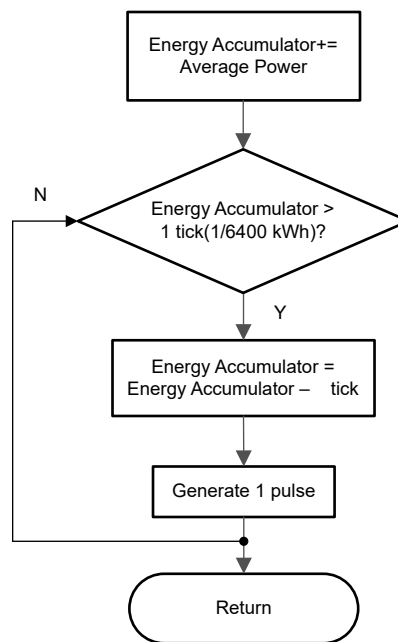 Energy Accumulator+=
Average Power
N
Energy Accumulator >
1 tick(1/6400 kWh)?
Y
Energy Accumulator =
Energy Accumulator – tick
Generate 1 pulse
Return